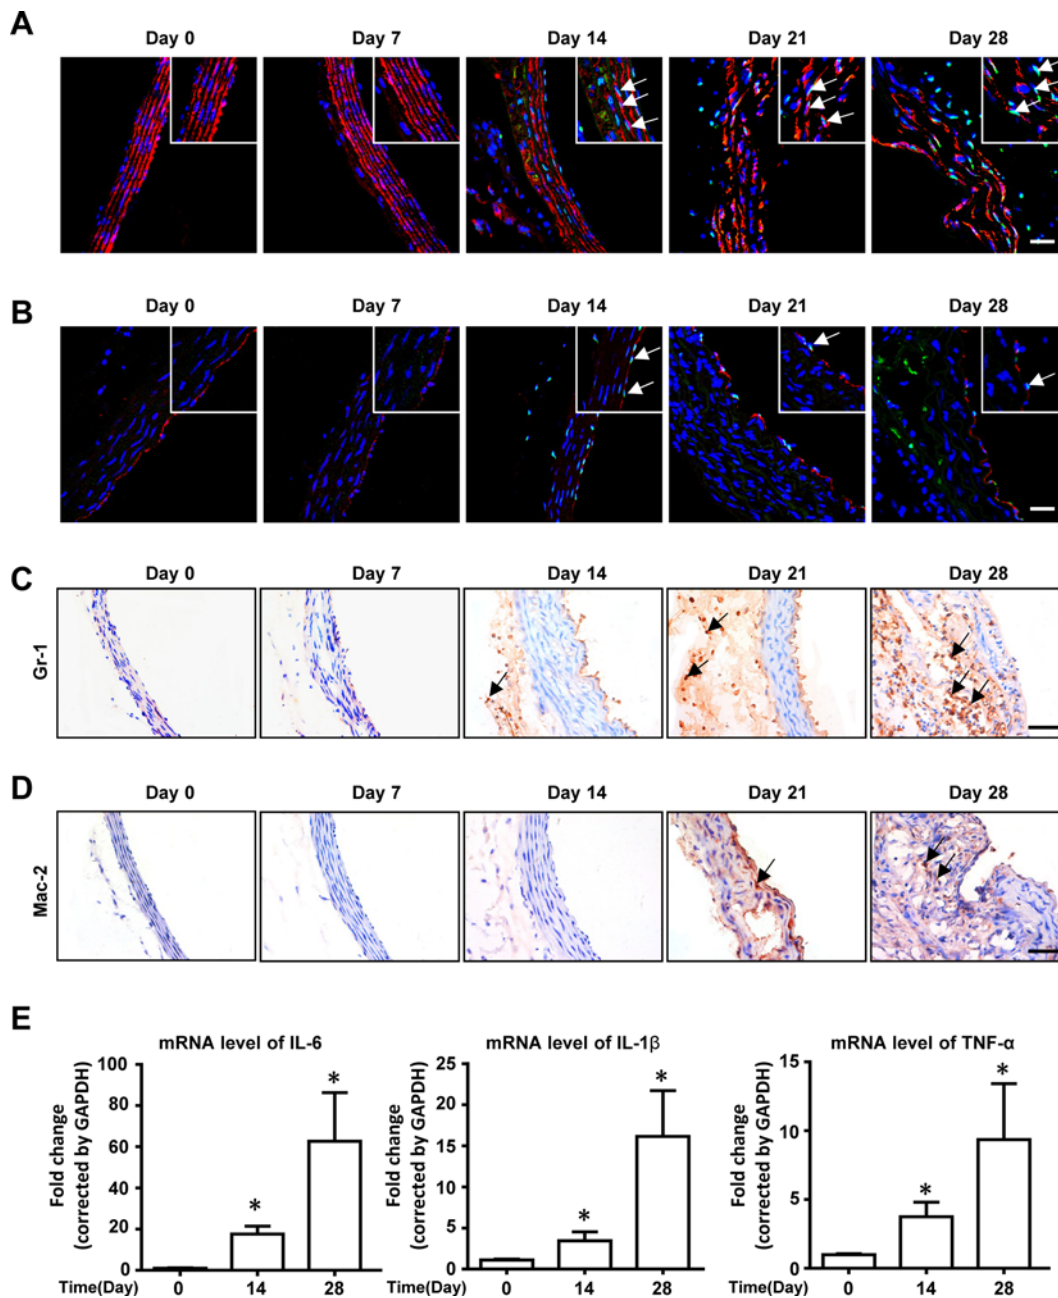 A
Day 0 Day 7 Day 14 Day 21 Day 28
B
Day 0 Day 7 Day 14 Day 21 Day 28
C
Day 0 Day 7 Day 14 Day 21 Day 28
Gr-1
D
Day 0 Day 7 Day 14 Day 21 Day 28
Mac-2
E
mRNA level of IL-6
Fold change
(corrected by GAPDH)
100
80
60
40
20
0
* *
Time(Day) 0 14 28
mRNA level of IL-1β
Fold change
(corrected by GAPDH)
25
20
15
10
5
0
* *
Time(Day) 0 14 28
mRNA level of TNF-α
Fold change
(corrected by GAPDH)
15
10
5
0
* *
Time(Day) 0 14 28